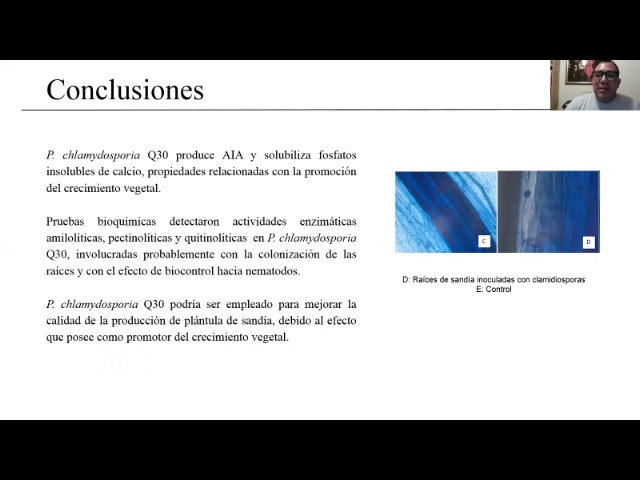 Conclusiones
P. chlamydosporia Q30 produce AIA y solubiliza fosfatos
insolubles de calcio, propiedades relacionadas con la promoción
del crecimiento vegetal.
Pruebas bioquímicas detectaron actividades enzimáticas
amilolíticas, pectinolíticas y quitinolíticas en P. chlamydosporia
Q30, involucradas probablemente con la colonización de las
raíces y con el efecto de biocontrol hacia nematodos.
P. chlamydosporia Q30 podría ser empleado para mejorar la
calidad de la producción de plántula de sandía, debido al efecto
que posee como promotor del crecimiento vegetal.
C
D
D: Raíces de sandía inoculadas con clamidiosporas
E: Control